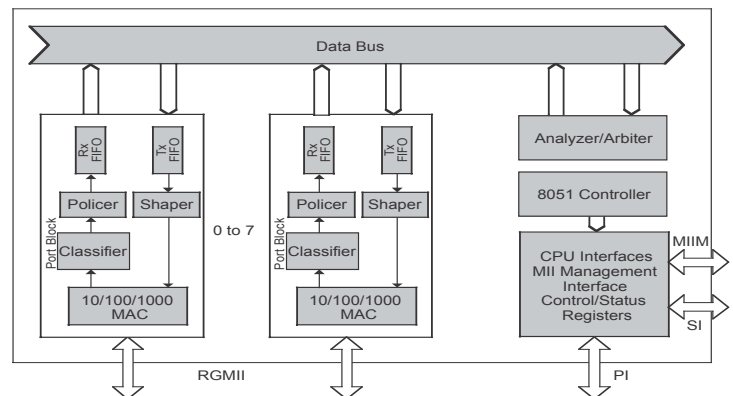 Data Bus
Rx
FIFO
Tx
FIFO
Policer
Shaper
Port Block
Classifier
10/100/1000
MAC
0 to 7
Rx
FIFO
Tx
FIFO
Policer
Shaper
Port Block
Classifier
10/100/1000
MAC
Analyzer/Arbiter
8051 Controller
CPU Interfaces
MII Management
Interface
Control/Status
Registers
MIIM
SI
RGMII
PI